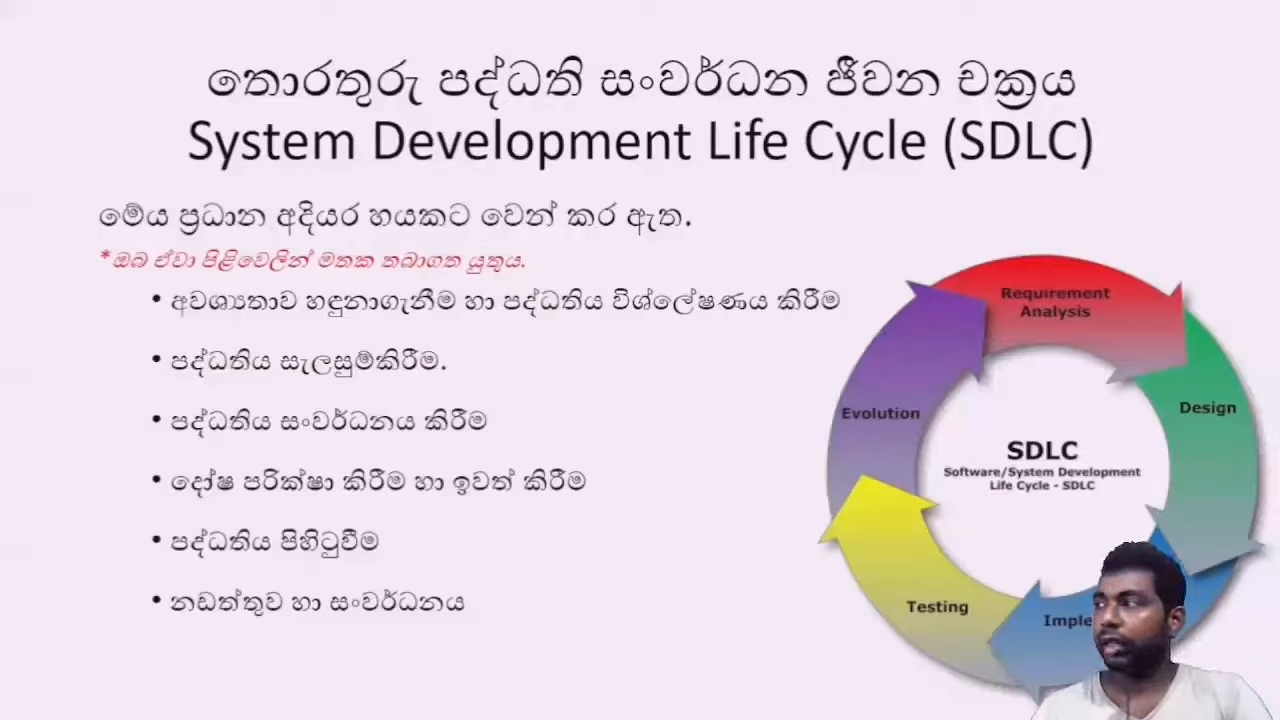 තොරතුරු පද්ධති සංවර්ධන ජීවන චක්‍රය
System Development Life Cycle (SDLC)
මේය ප්‍රධාන අදියර හයකට වෙන් කර ඇත.
*ඔබ ඒවා පිළිවෙලින් මතක තබාගත යුතුය.
• අවශ්‍යතාව හඳුනාගැනීම හා පද්ධතිය විශ්ලේෂණය කිරීම
• පද්ධතිය සැලසුම්කිරීම.
• පද්ධතිය සංවර්ධනය කිරීම
• දෝෂ පරික්ෂා කිරීම හා ඉවත් කිරීම
• පද්ධතිය පිහිටුවීම
• නඩත්තුව හා සංවර්ධනය
Requirement
Analysis
Design
Evolution
SDLC
Software/System Development
Life Cycle - SDLC
Testing
Imple